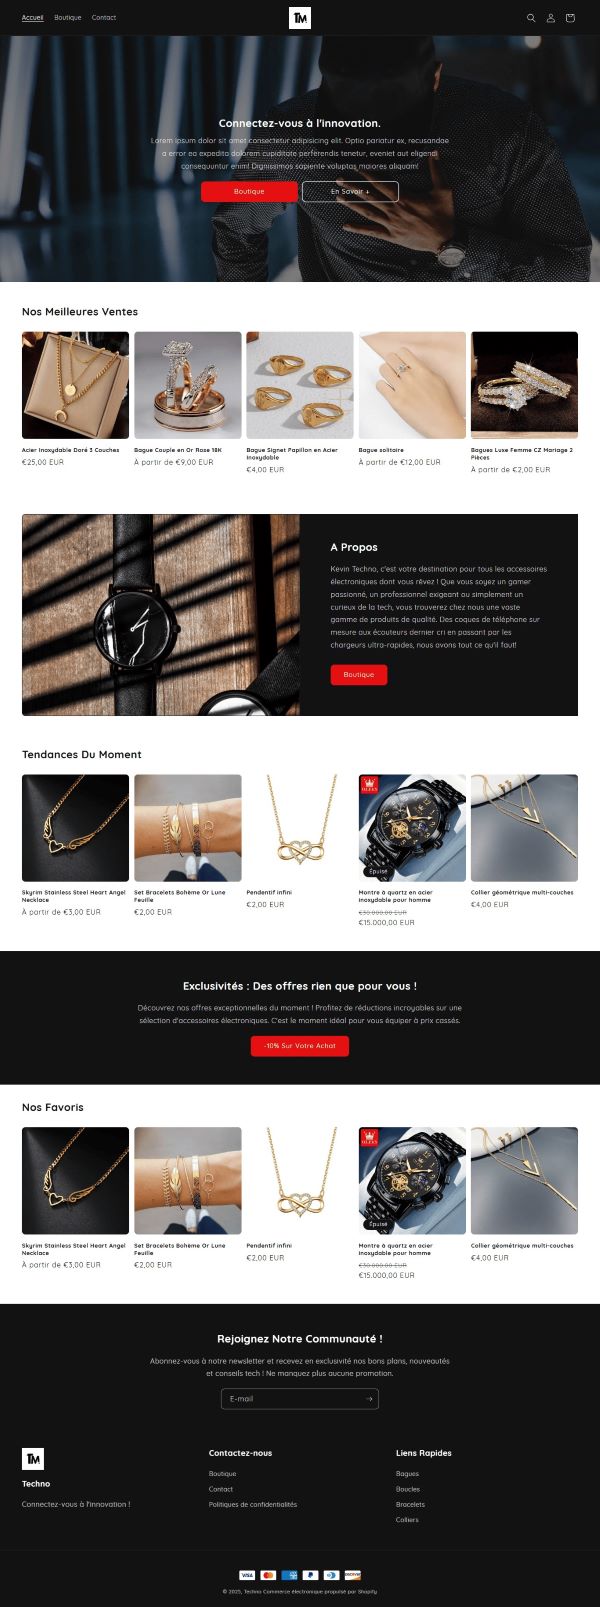 Accueil Boutique Contact
TM
Connectez-vous à l'innovation.
Lorem ipsum dolor sit amet consectetur adipisicing elit. Optio pariatur ex, recusandae
a error ea expedita dolorem cupiditate perferendis tenetur, eveniet aut eligendi
consequuntur enim! Dignissimos sapiente voluptas maiores aliquam!
Boutique
En Savoir +
Nos Meilleures Ventes
Acier Inoxydable Doré 3 Couches
€25,00 EUR
Bague Couple en Or Rose 18K
À partir de €9,00 EUR
Bague Signet Papillon en Acier
Inoxydable
€4,00 EUR
Bague solitaire
À partir de €12,00 EUR
Bagues Luxe Femme CZ Mariage 2
Pièces
À partir de €2,00 EUR
A Propos
Kevin Techno, c'est votre destination pour tous les accessoires
électroniques dont vous rêvez ! Que vous soyez un gamer
passionné, un professionnel exigeant ou simplement un
curieux de la tech, vous trouverez chez nous une vaste
gamme de produits de qualité. Des coques de téléphone sur
mesure aux écouteurs dernier cri en passant par les
chargeurs ultra-rapides, nous avons tout ce qu'il faut!
Boutique
Tendances Du Moment
Skyrim Stainless Steel Heart Angel
Necklace
À partir de €3,00 EUR
Set Bracelets Bohème Or Lune
Feuille
€2,00 EUR
Pendentif infini
€2,00 EUR
OLEVS
Épuisé
Montre à quartz en acier
inoxydable pour homme
€30.000,00 EUR
€15.000,00 EUR
Collier géométrique multi-couches
€4,00 EUR
Exclusivités : Des offres rien que pour vous !
Découvrez nos offres exceptionnelles du moment ! Profitez de réductions incroyables sur une
sélection d'accessoires électroniques. C'est le moment idéal pour vous équiper à prix cassés.
-10% Sur Votre Achat
Nos Favoris
Skyrim Stainless Steel Heart Angel
Necklace
À partir de €3,00 EUR
Set Bracelets Bohème Or Lune
Feuille
€2,00 EUR
Pendentif infini
€2,00 EUR
OLEVS
Épuisé
Montre à quartz en acier
inoxydable pour homme
€30.000,00 EUR
€15.000,00 EUR
Collier géométrique multi-couches
€4,00 EUR
Rejoignez Notre Communauté !
Abonnez-vous à notre newsletter et recevez en exclusivité nos bons plans, nouveautés
et conseils tech ! Ne manquez plus aucune promotion.
E-mail
TM
Techno
Connectez-vous à l'innovation !
Contactez-nous
Boutique
Contact
Politiques de confidentialités
Liens Rapides
Bagues
Boucles
Bracelets
Colliers
VISA
DISCOVER
© 2025, Techno Commerce électronique propulsé par Shopify